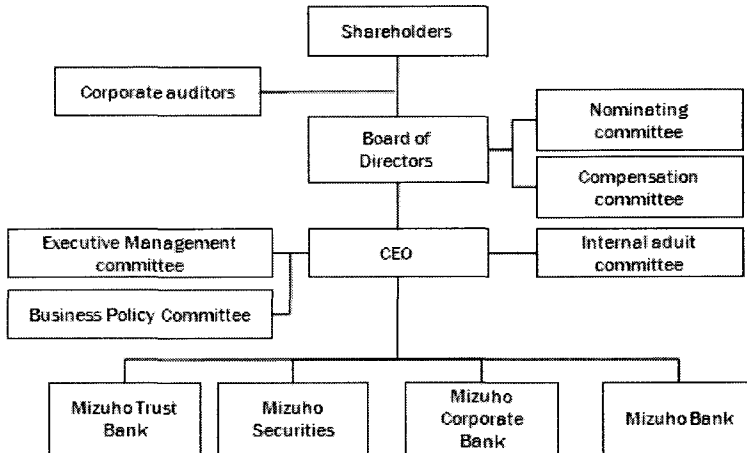 Shareholders
Corporate auditors
Nominating
committee
Board of
Directors
Compensation
committee
Executive Management
committee
CEO
Internal aduit
committee
Business Policy Committee
Mizuho Trust
Bank
Mizuho
Securities
Mizuho
Corporate
Bank
Mizuho Bank